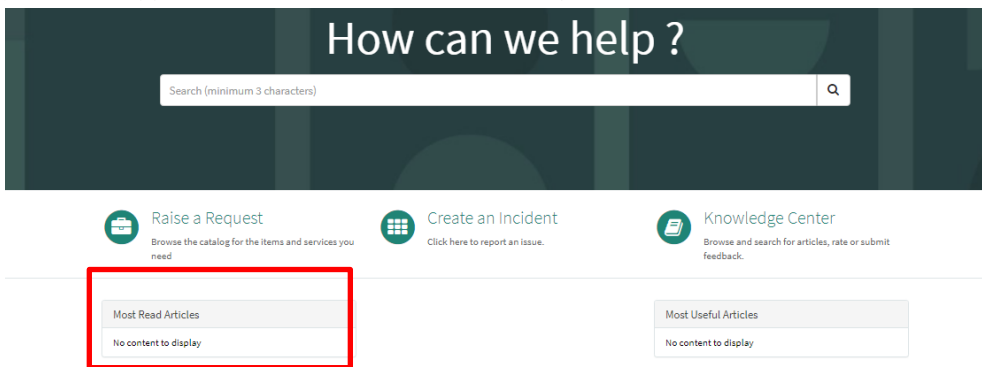 How can we help ?
Search (minimum 3 characters)
Raise a Request
Browse the catalog for the items and services you
need
Create an Incident
Click here to report an issue.
Knowledge Center
Browse and search for articles, rate or submit
feedback.
Most Read Articles
No content to display
Most Useful Articles
No content to display